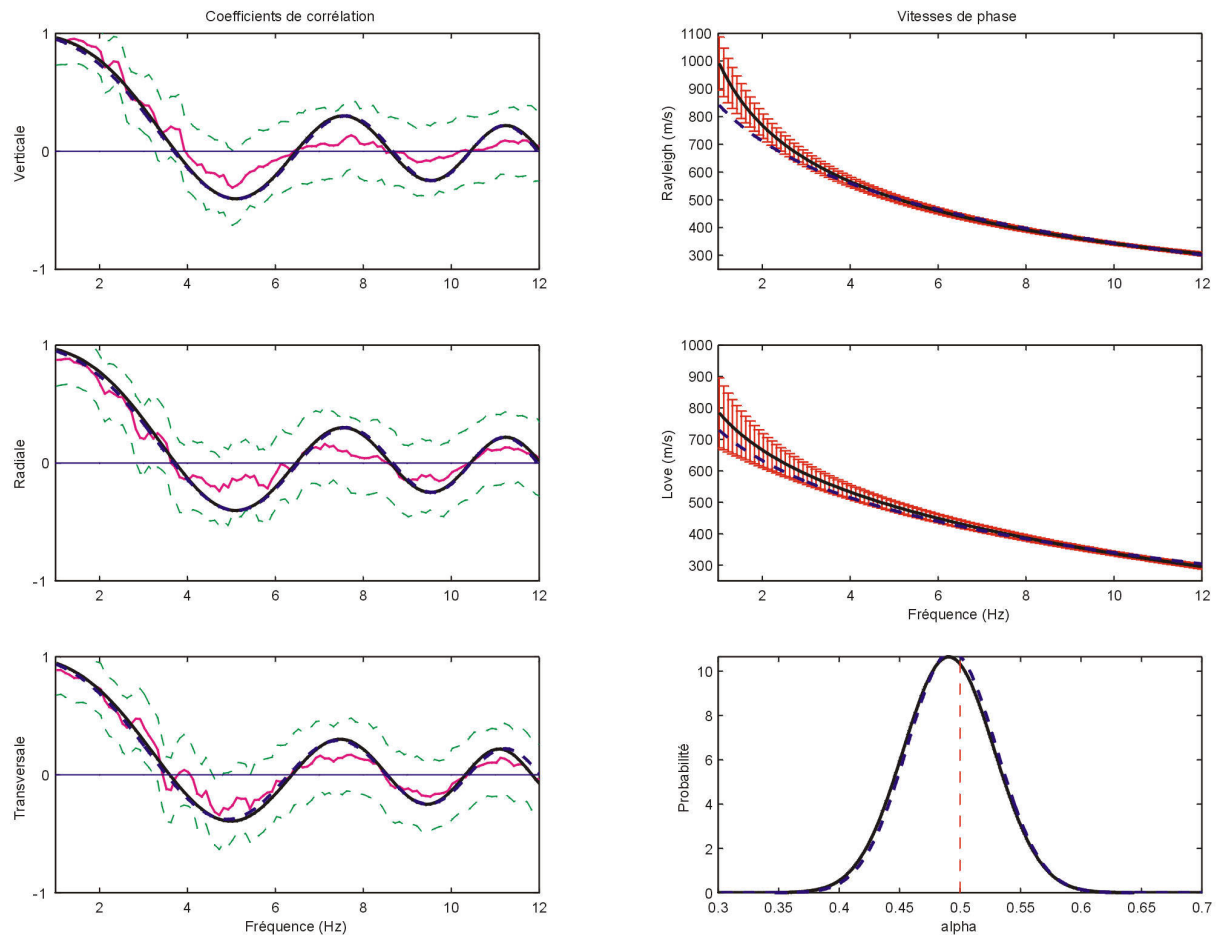 Coefficients de corrélation
1
0
-1
Verticale
2 4 6 8 10 12
Vitesses de phase
1100
1000
900
800
700
600
500
400
300
Rayleigh (m/s)
2 4 6 8 10 12
1
0
-1
Radiale
2 4 6 8 10 12
1000
900
800
700
600
500
400
300
Love (m/s)
2 4 6 8 10 12
Fréquence (Hz)
1
0
-1
Transversale
2 4 6 8 10 12
Fréquence (Hz)
10
8
6
4
2
0
Probabilité
0.3 0.35 0.4 0.45 0.5 0.55 0.6 0.65 0.7
alpha